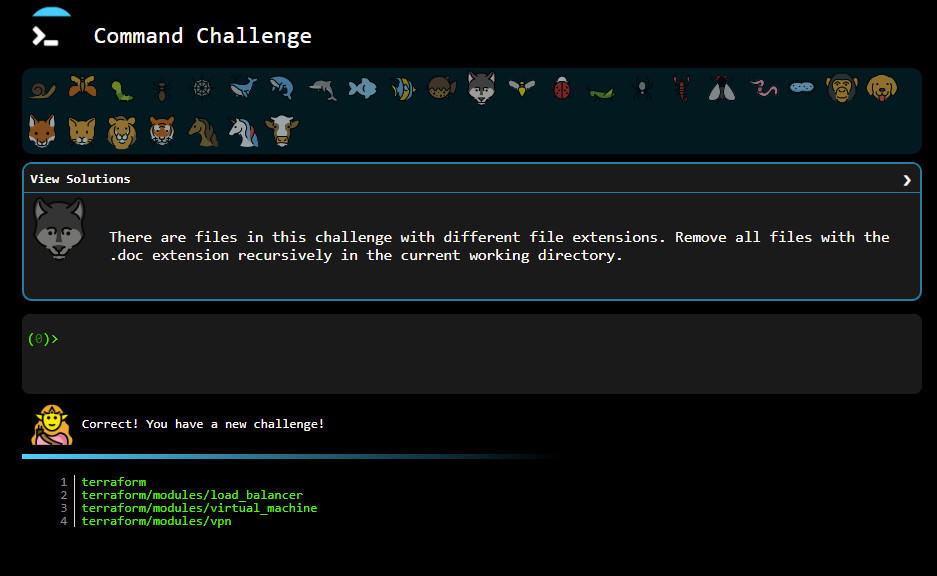 Command Challenge
View Solutions
There are files in this challenge with different file extensions. Remove all files with the
.doc extension recursively in the current working directory.
(0)>
Correct! You have a new challenge!
1 terraform
2 terraform/modules/load_balancer
3 terraform/modules/virtual_machine
4 terraform/modules/vpn